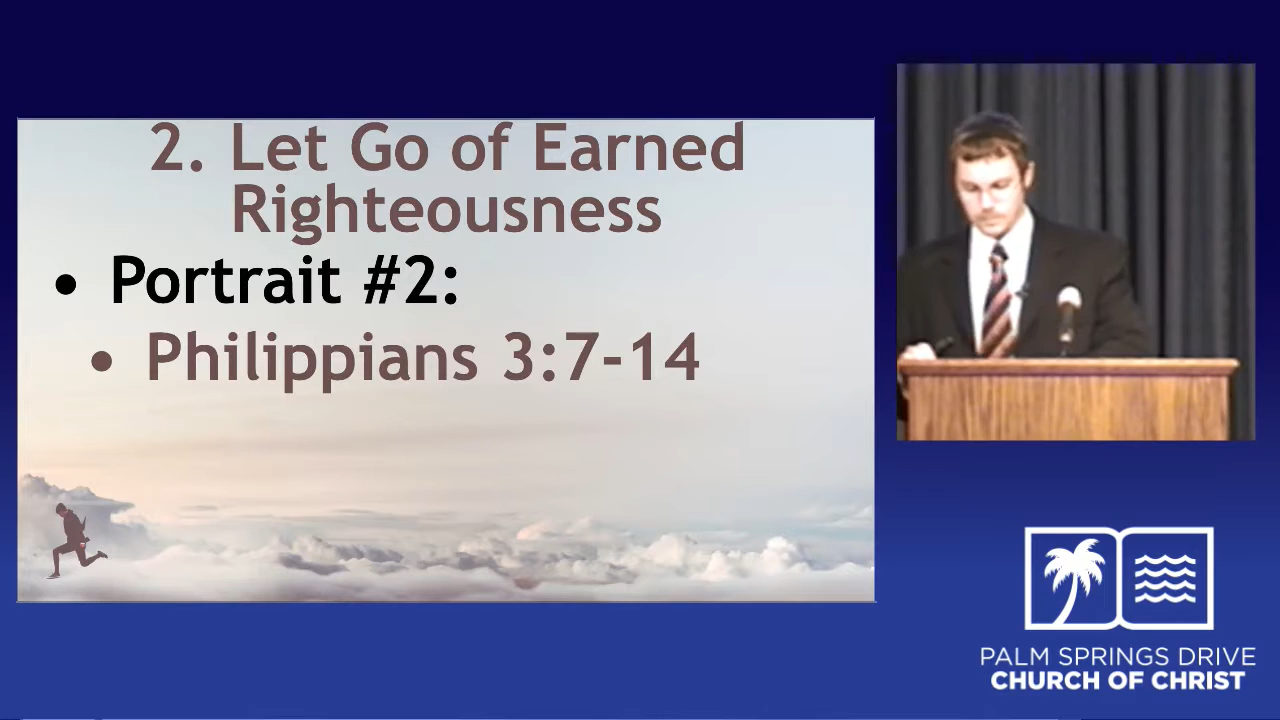 2. Let Go of Earned
Righteousness
• Portrait #2:
• Philippians 3:7-14
PALM SPRINGS DRIVE
CHURCH OF CHRIST